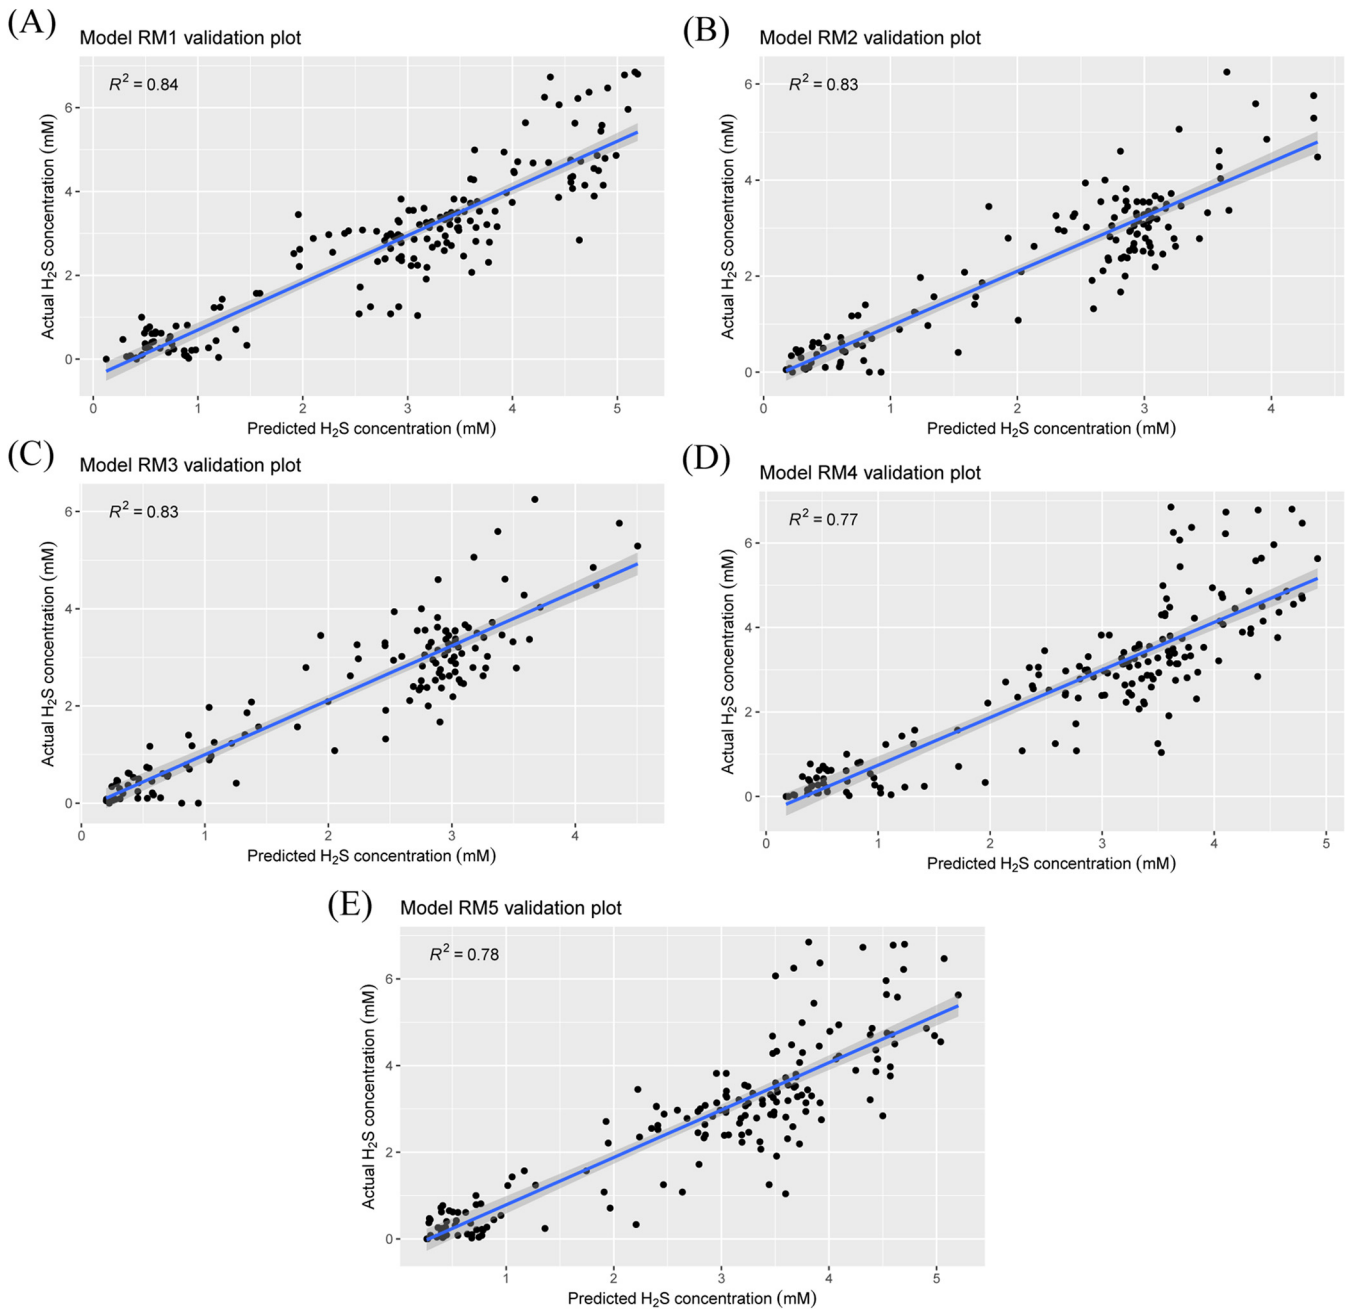 (A)
Model RM1 validation plot
R² = 0.84
6
4
2
0
Actual H₂S concentration (mM)
0 1 2 3 4 5
Predicted H₂S concentration (mM)
(B)
Model RM2 validation plot
R² = 0.83
6
4
2
0
Actual H₂S concentration (mM)
0 1 2 3 4
Predicted H₂S concentration (mM)
(C)
Model RM3 validation plot
R² = 0.83
6
4
2
0
Actual H₂S concentration (mM)
0 1 2 3 4
Predicted H₂S concentration (mM)
(D)
Model RM4 validation plot
R² = 0.77
6
4
2
0
Actual H₂S concentration (mM)
0 1 2 3 4 5
Predicted H₂S concentration (mM)
(E)
Model RM5 validation plot
R² = 0.78
6
4
2
0
Actual H₂S concentration (mM)
1 2 3 4 5
Predicted H₂S concentration (mM)